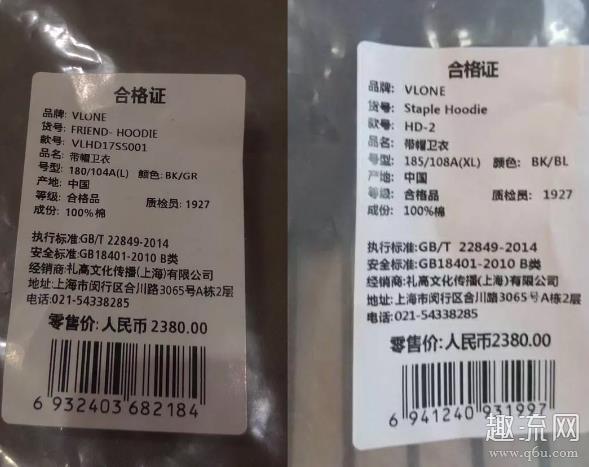 合格证
品牌: VLONE
货号: FRIEND- HOODIE
款号: VLHD17SS001
品名: 带帽卫衣
号型: 180/104A(L) 颜色: BK/GR
产地: 中国
等级: 合格品 质检员: 1927
成份: 100%棉
执行标准:GB/T 22849-2014
安全标准:GB18401-2010 B类
经销商:礼高文化传播(上海)有限公司
地址:上海市闵行区合川路3065号A栋2层
电话:021-54338285
零售价: 人民币 2380.00
6 932403 682184
合格证
品牌: VLONE
货号: Staple Hoodie
款号: HD-2
品名: 带帽卫衣
号型: 185/108A(XL) 颜色: BK/BL
产地: 中国
等级: 合格品 质检员: 1927
成份: 100%棉
执行标准:GB/T 22849-2014
安全标准:GB18401-2010 B类
经销商:礼高文化传播(上海)有限公司
地址:上海市闵行区合川路3065号A栋2层
电话:021-54338285
零售价:人民币2380.00
6 941240 931997
趣流网
www.q6u.com